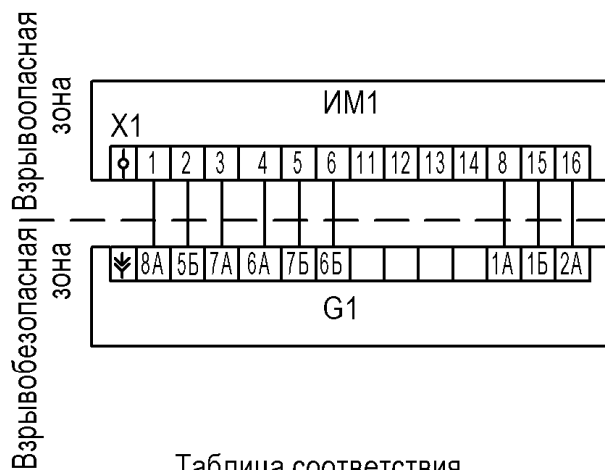 Взрывоопасная
зона
ИМ1
X1
1 2 3 4 5 6 11 12 13 14 8 15 16
Взрывобезопасная
зона
8А 5Б 7А 6А 7Б 6Б 1А 1Б 2А
G1
Таблица соответствия